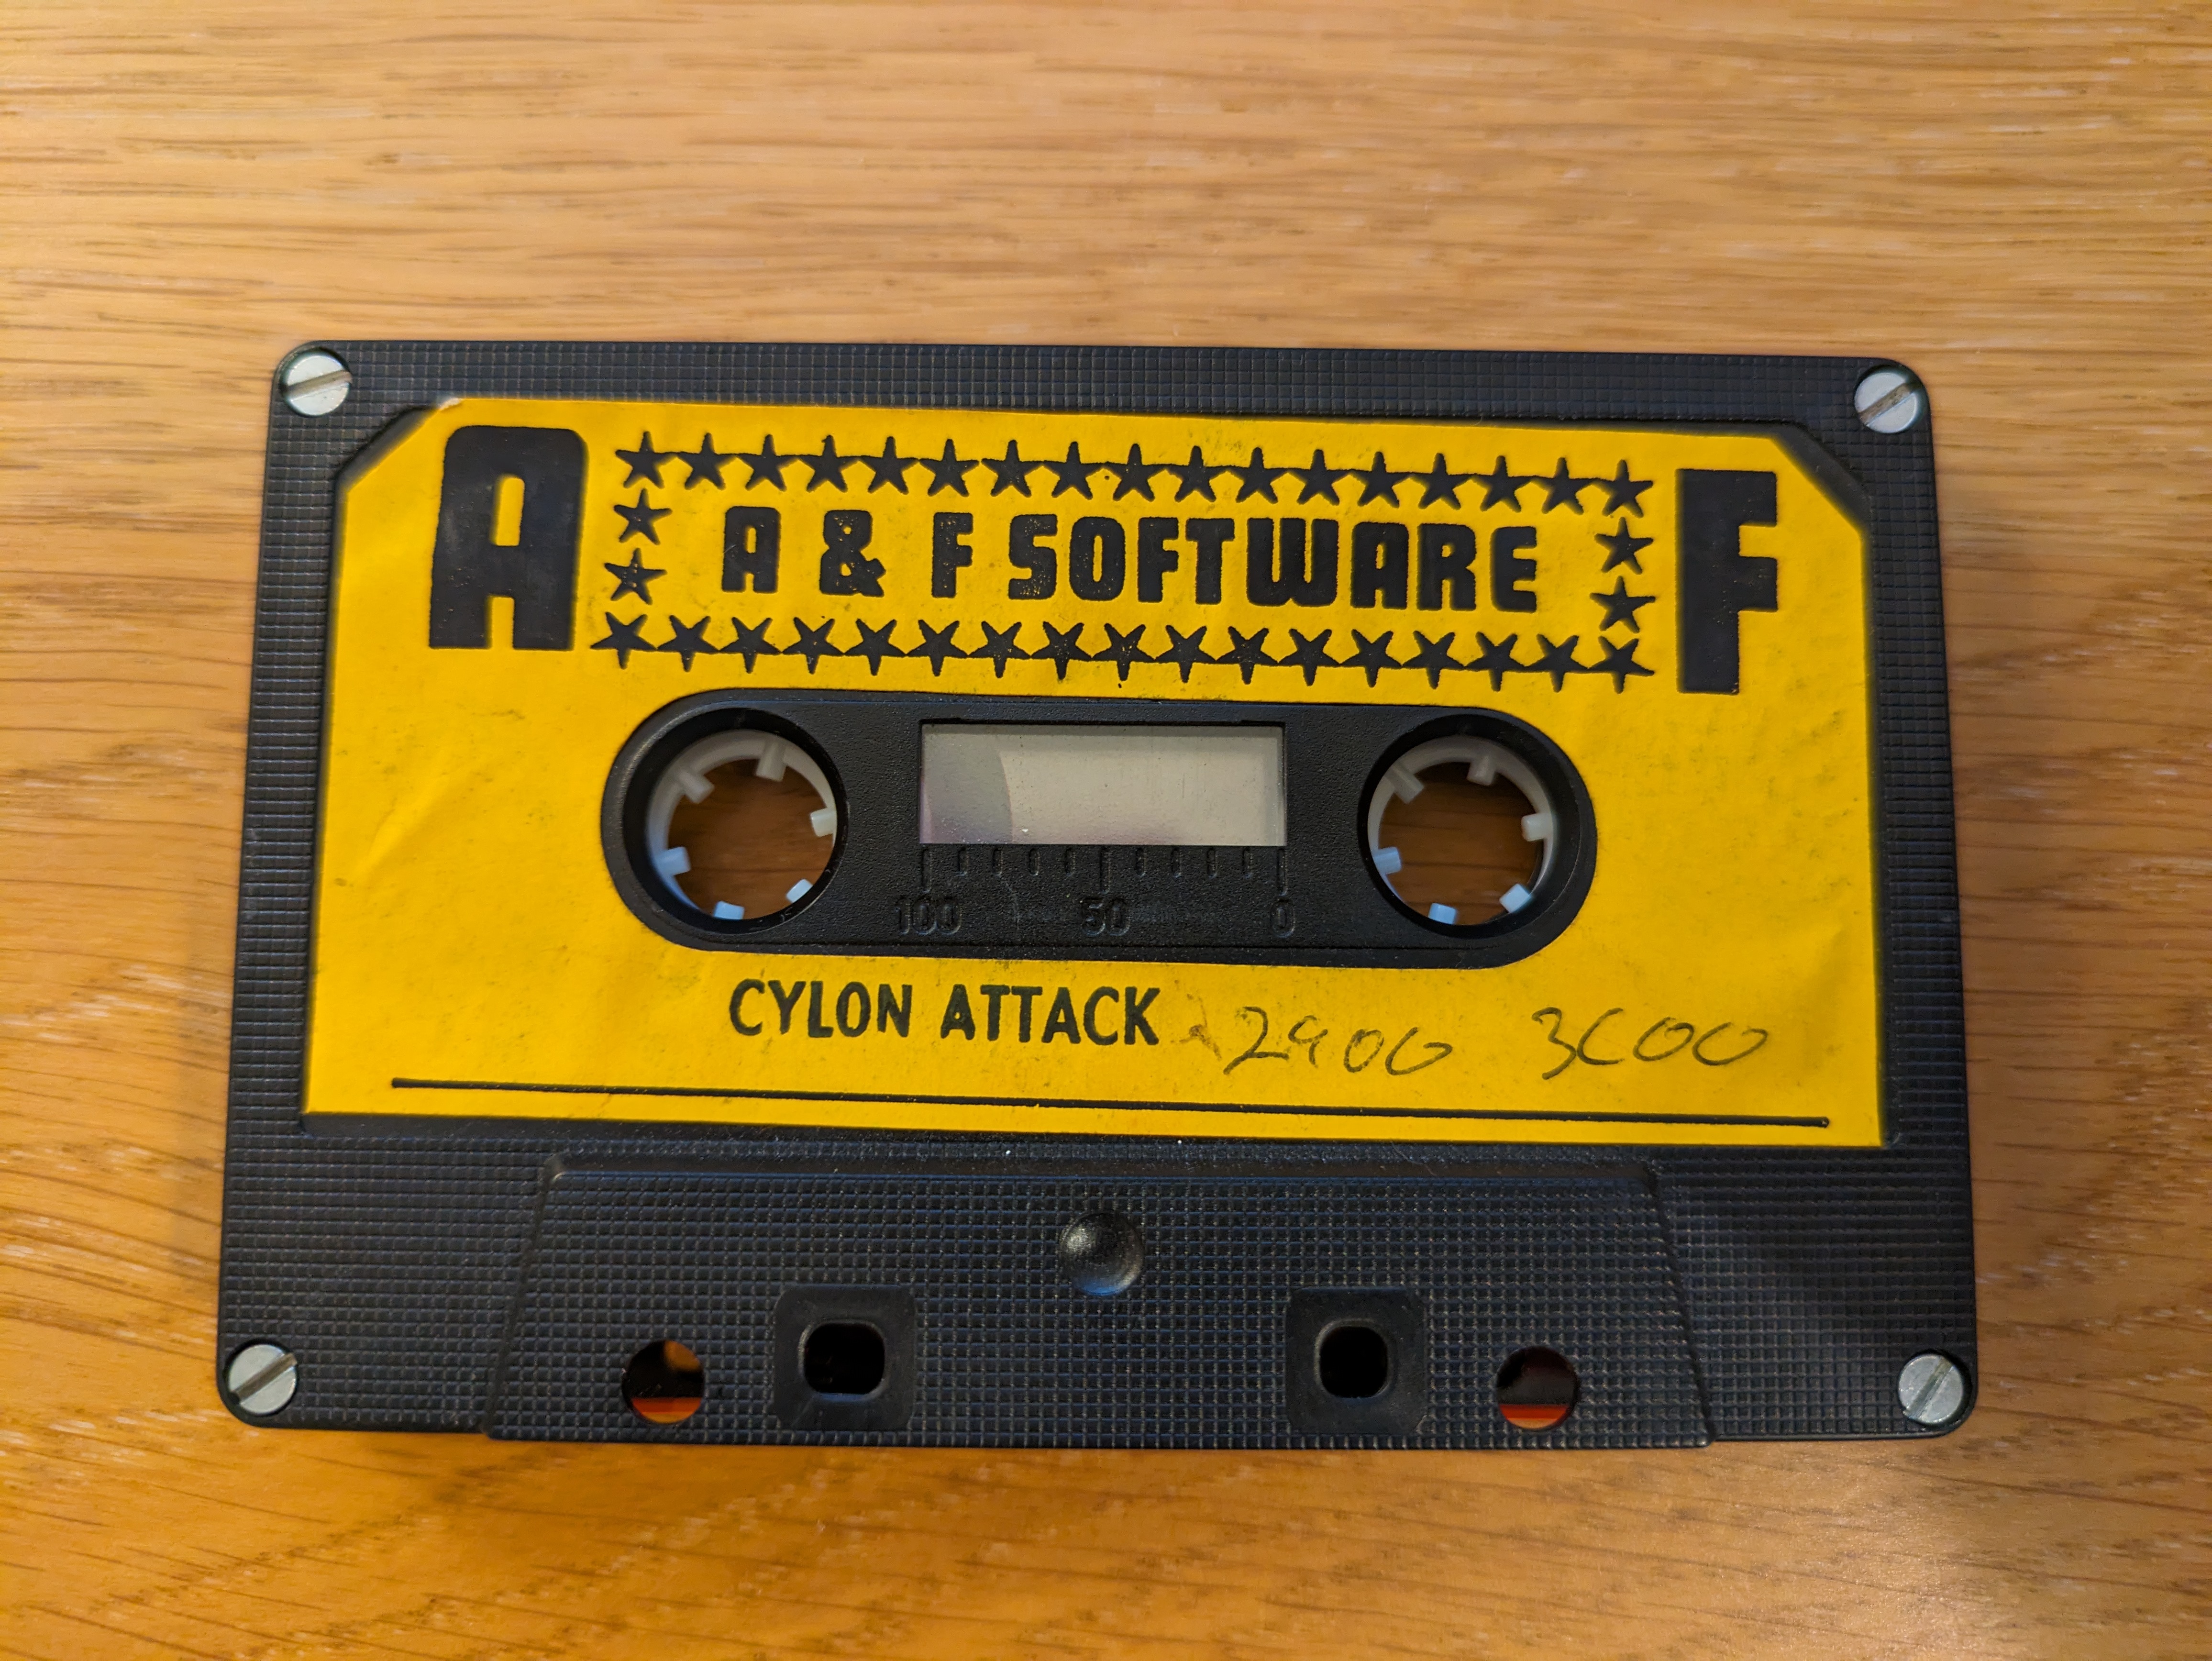 A F
A & F SOFTWARE
100 50 0
CYLON ATTACK 2900 3C00